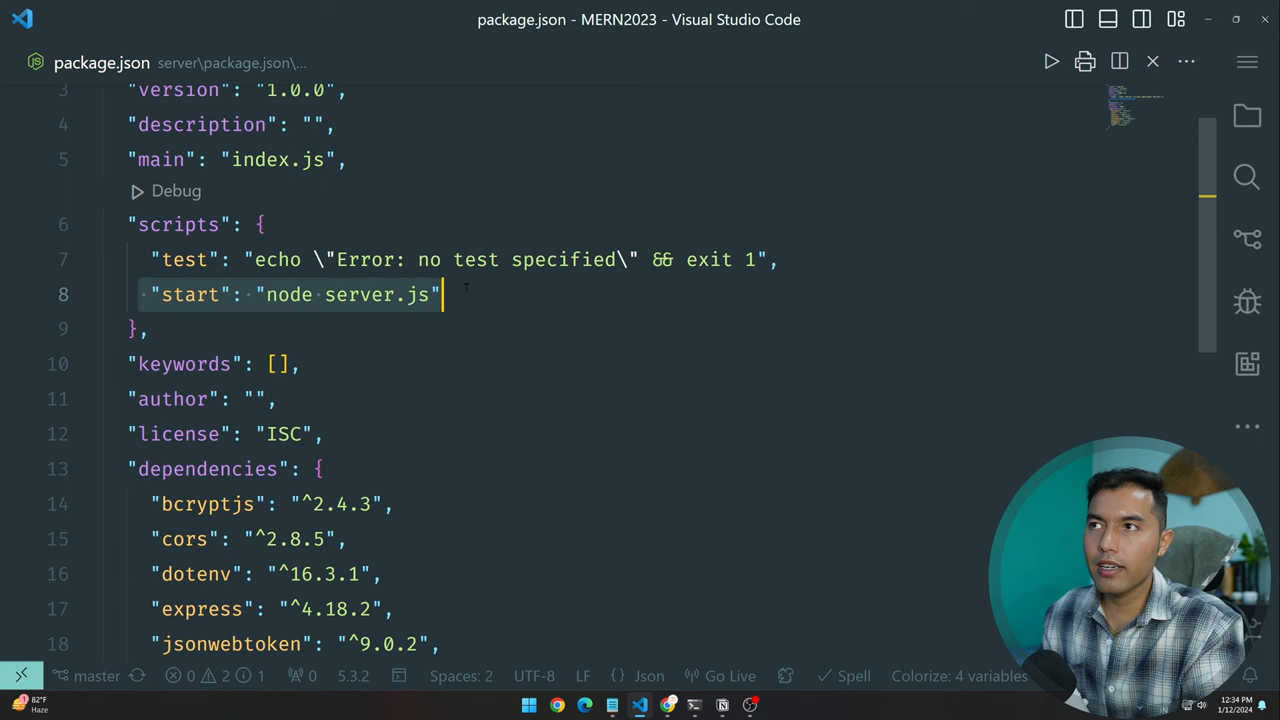 package.json - MERN2023 - Visual Studio Code
package.json server\package.json\...
3 "version": "1.0.0",
4 "description": "",
5 "main": "index.js",
Debug
6 "scripts": {
7 "test": "echo \"Error: no test specified\" && exit 1",
8 "start": "node server.js"
9 },
10 "keywords": [],
11 "author": "",
12 "license": "ISC",
13 "dependencies": {
14 "bcryptjs": "^2.4.3",
15 "cors": "^2.8.5",
16 "dotenv": "^16.3.1",
17 "express": "^4.18.2",
18 "jsonwebtoken": "^9.0.2",
master 0 2 1 0 5.3.2 Spaces: 2 UTF-8 LF {} Json Go Live Spell Colorize: 4 variables
1 82°F
Haze
12:34 PM
1/12/2024